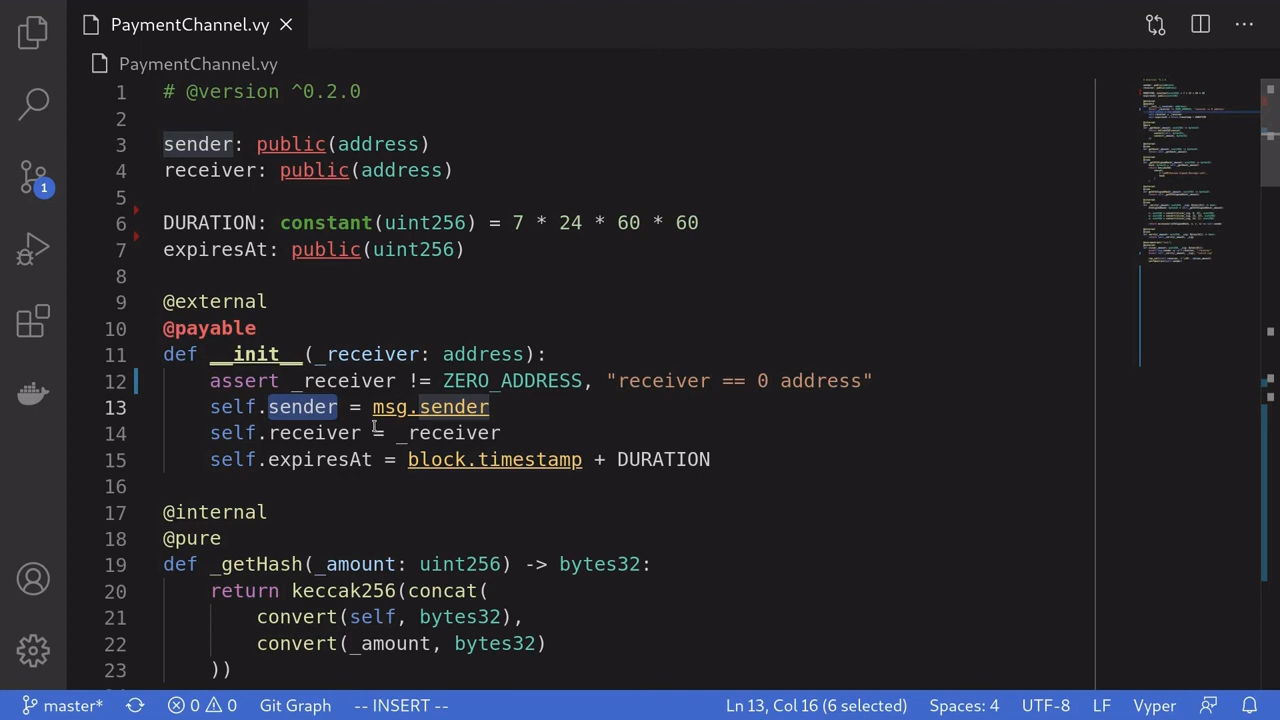 PaymentChannel.vy
PaymentChannel.vy
1 # @version ^0.2.0
2
3 sender: public(address)
4 receiver: public(address)
5
6 DURATION: constant(uint256) = 7 * 24 * 60 * 60
7 expiresAt: public(uint256)
8
9 @external
10 @payable
11 def __init__(_receiver: address):
12 assert _receiver != ZERO_ADDRESS, "receiver == 0 address"
13 self.sender = msg.sender
14 self.receiver = _receiver
15 self.expiresAt = block.timestamp + DURATION
16
17 @internal
18 @pure
19 def _getHash(_amount: uint256) -> bytes32:
20 return keccak256(concat(
21 convert(self, bytes32),
22 convert(_amount, bytes32)
23 ))
1
master* 0 0 Git Graph -- INSERT -- Ln 13, Col 16 (6 selected) Spaces: 4 UTF-8 LF Vyper